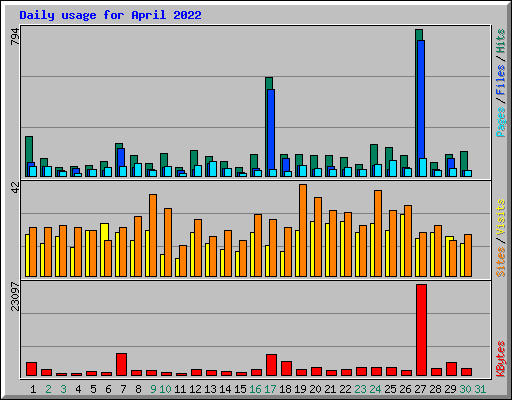 Daily usage for April 2022
794
Pages / Files / Hits
42
Sites / Visits
23097
KBytes
1 2 3 4 5 6 7 8 9 10 11 12 13 14 15 16 17 18 19 20 21 22 23 24 25 26 27 28 29 30 31